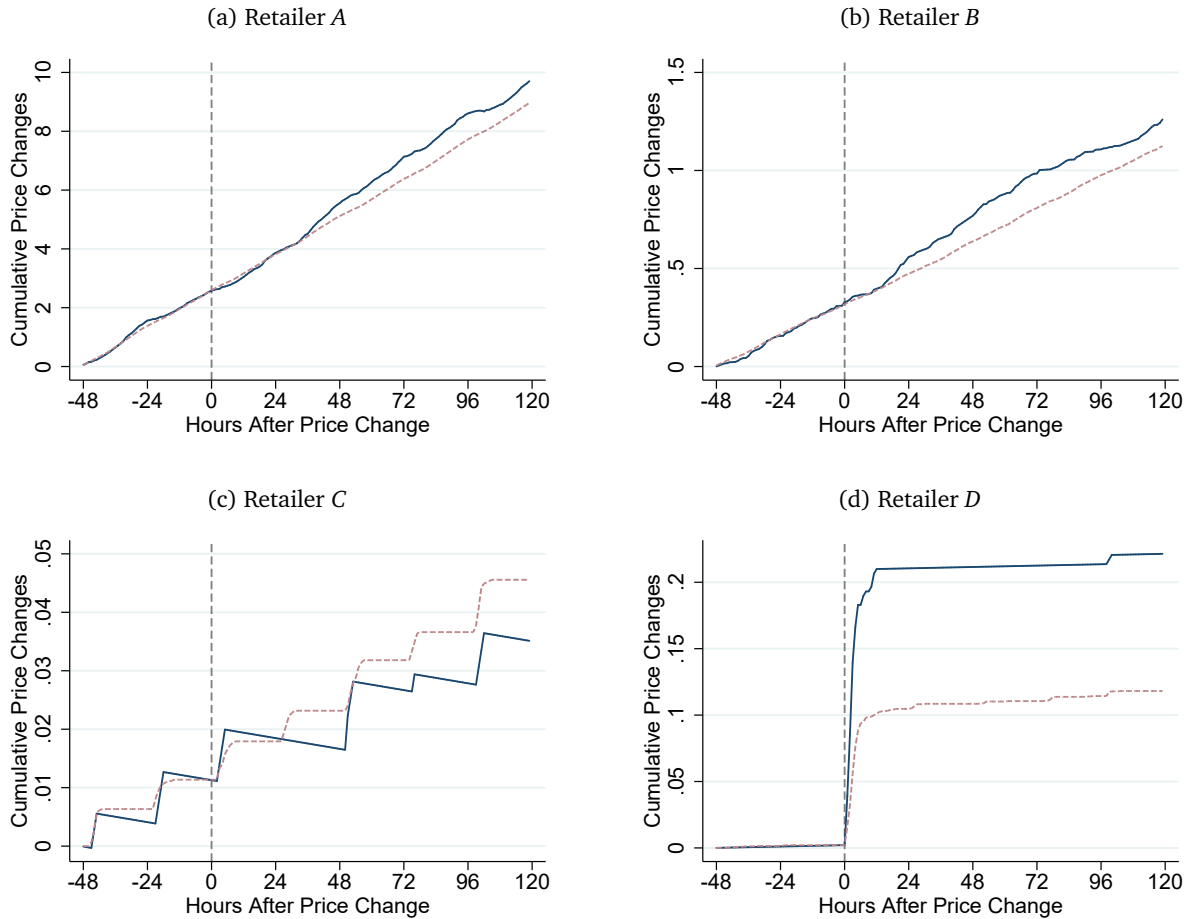 (a) Retailer A
Cumulative Price Changes
10
8
6
4
2
0
-48 -24 0 24 48 72 96 120
Hours After Price Change
(b) Retailer B
Cumulative Price Changes
1.5
1
.5
0
-48 -24 0 24 48 72 96 120
Hours After Price Change
(c) Retailer C
Cumulative Price Changes
.05
.04
.03
.02
.01
0
-48 -24 0 24 48 72 96 120
Hours After Price Change
(d) Retailer D
Cumulative Price Changes
.2
.15
.1
.05
0
-48 -24 0 24 48 72 96 120
Hours After Price Change